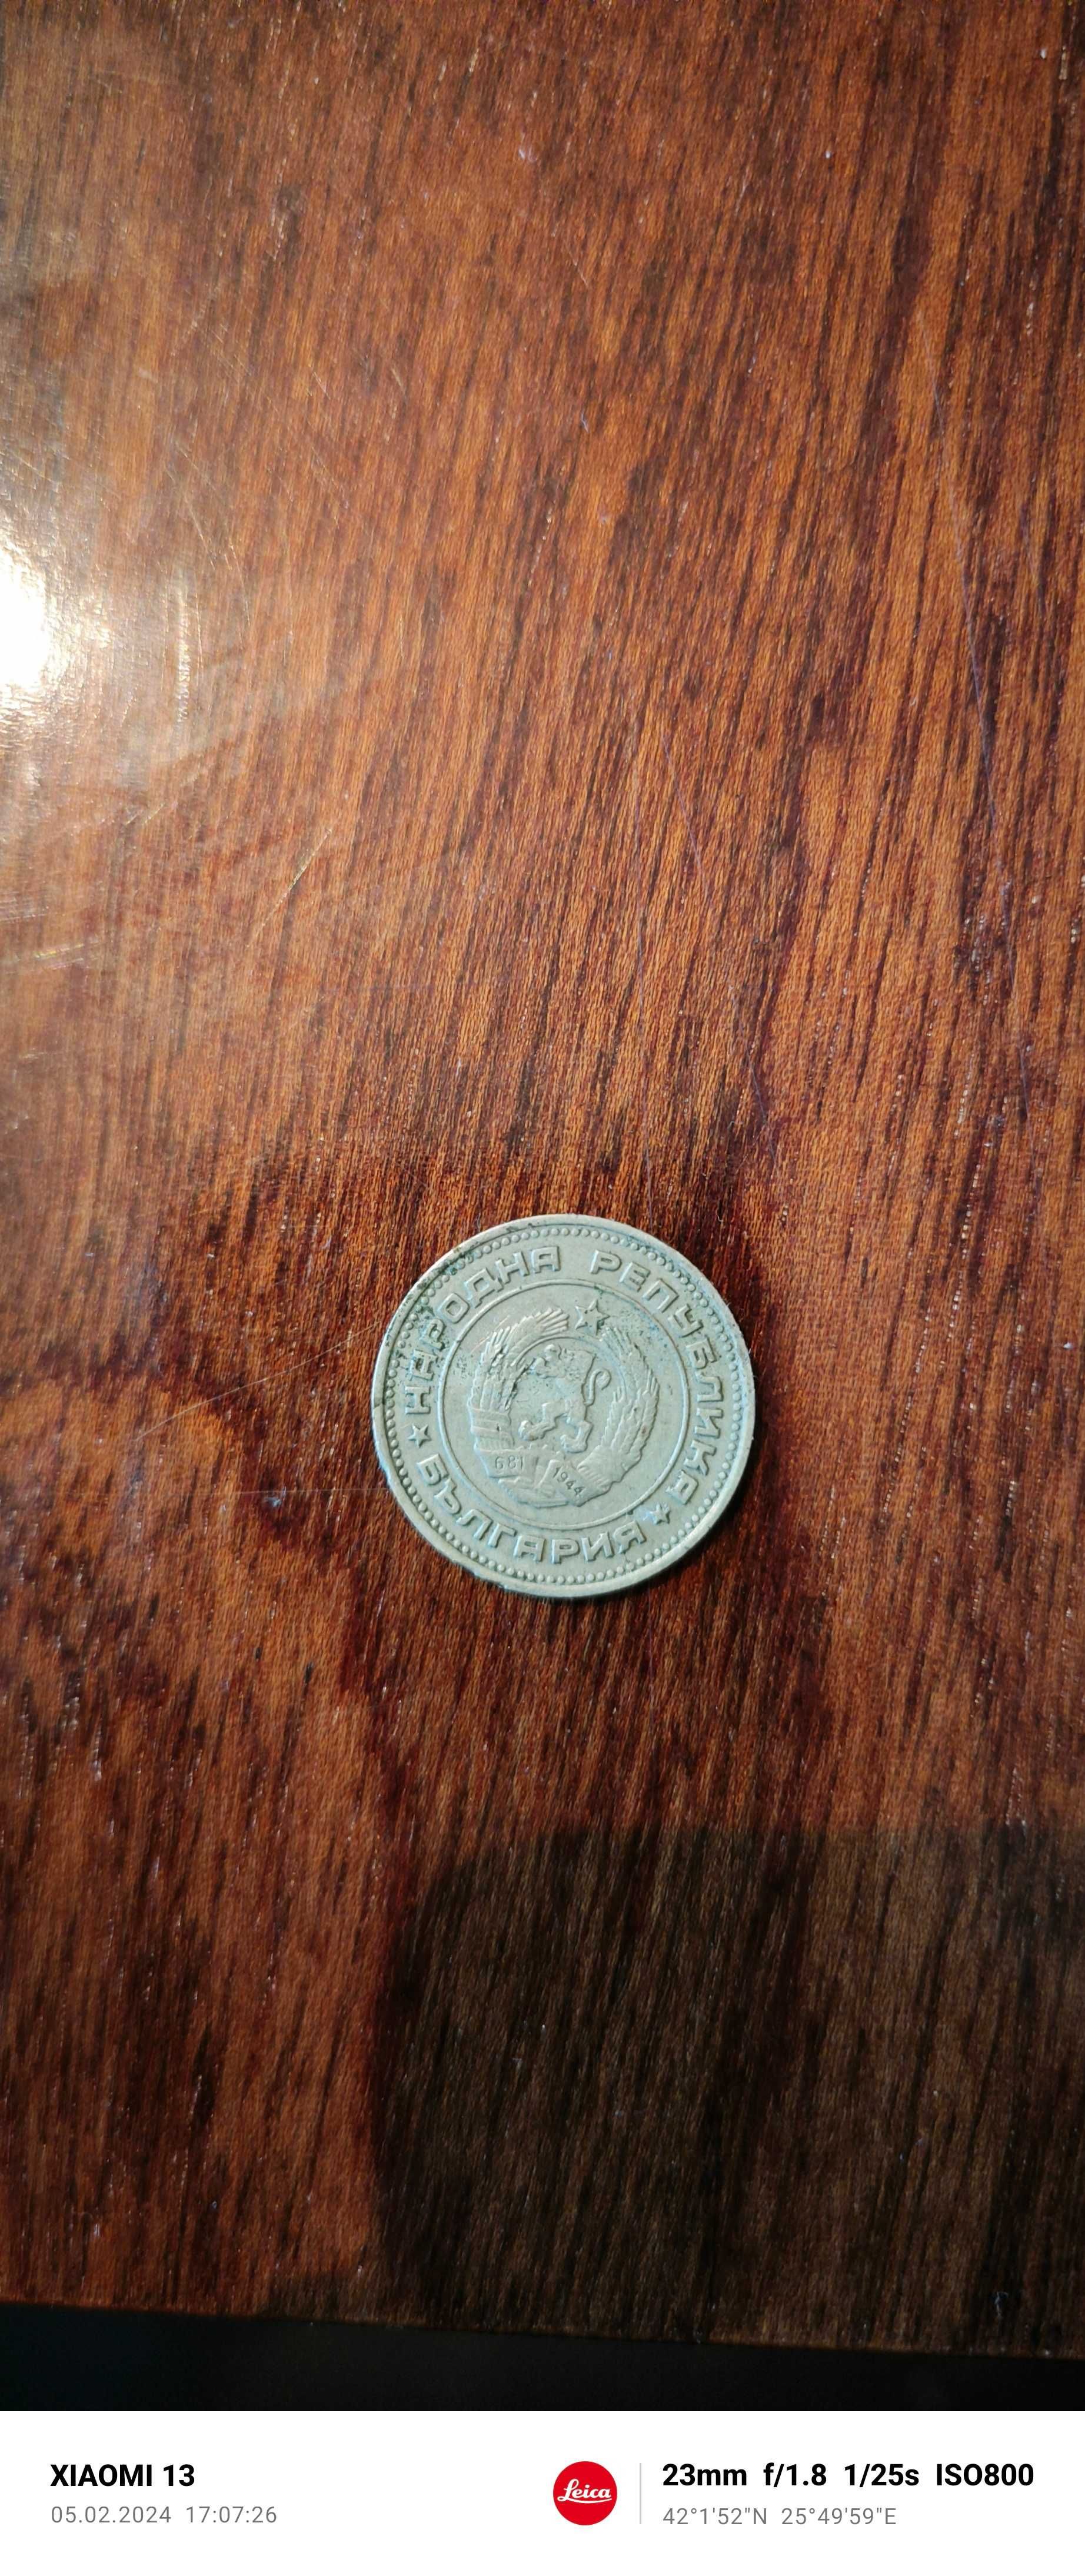 НАРОДНА РЕПУБЛИКА
★ БЪЛГАРИЯ ★
681 1944
XIAOMI 13
05.02.2024 17:07:26
Leica
23mm f/1.8 1/25s ISO800
42°1'52"N 25°49'59"E